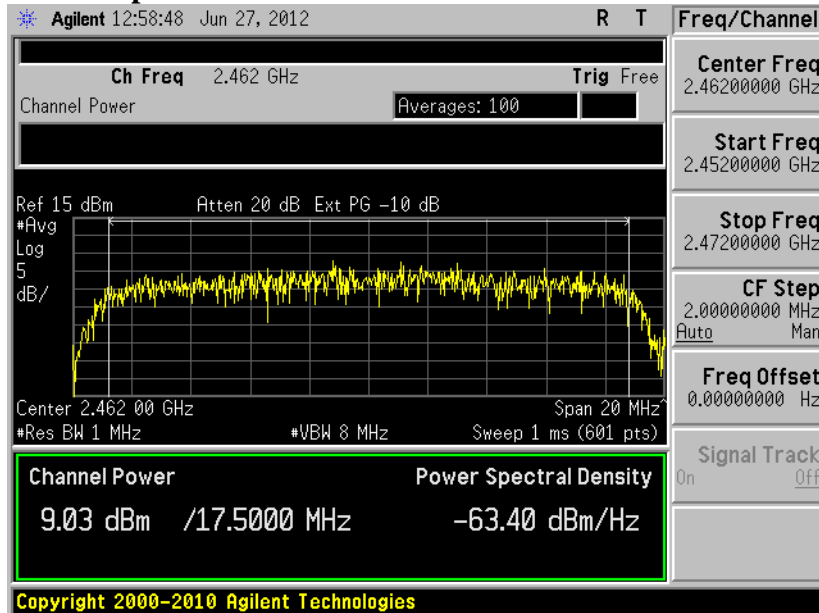 Agilent 12:58:48 Jun 27, 2012 R T
Freq/Channel
Ch Freq 2.462 GHz Trig Free
Channel Power Averages: 100
Ref 15 dBm Atten 20 dB Ext PG -10 dB
#Avg
Log
5
dB/
Center 2.462 00 GHz Span 20 MHz^
#Res BW 1 MHz #VBW 8 MHz Sweep 1 ms (601 pts)
Channel Power Power Spectral Density
9.03 dBm /17.5000 MHz -63.40 dBm/Hz
Center Freq
2.46200000 GHz
Start Freq
2.45200000 GHz
Stop Freq
2.47200000 GHz
CF Step
2.00000000 MHz
Auto Man
Freq Offset
0.00000000 Hz
Signal Track
On Off
Copyright 2000-2010 Agilent Technologies